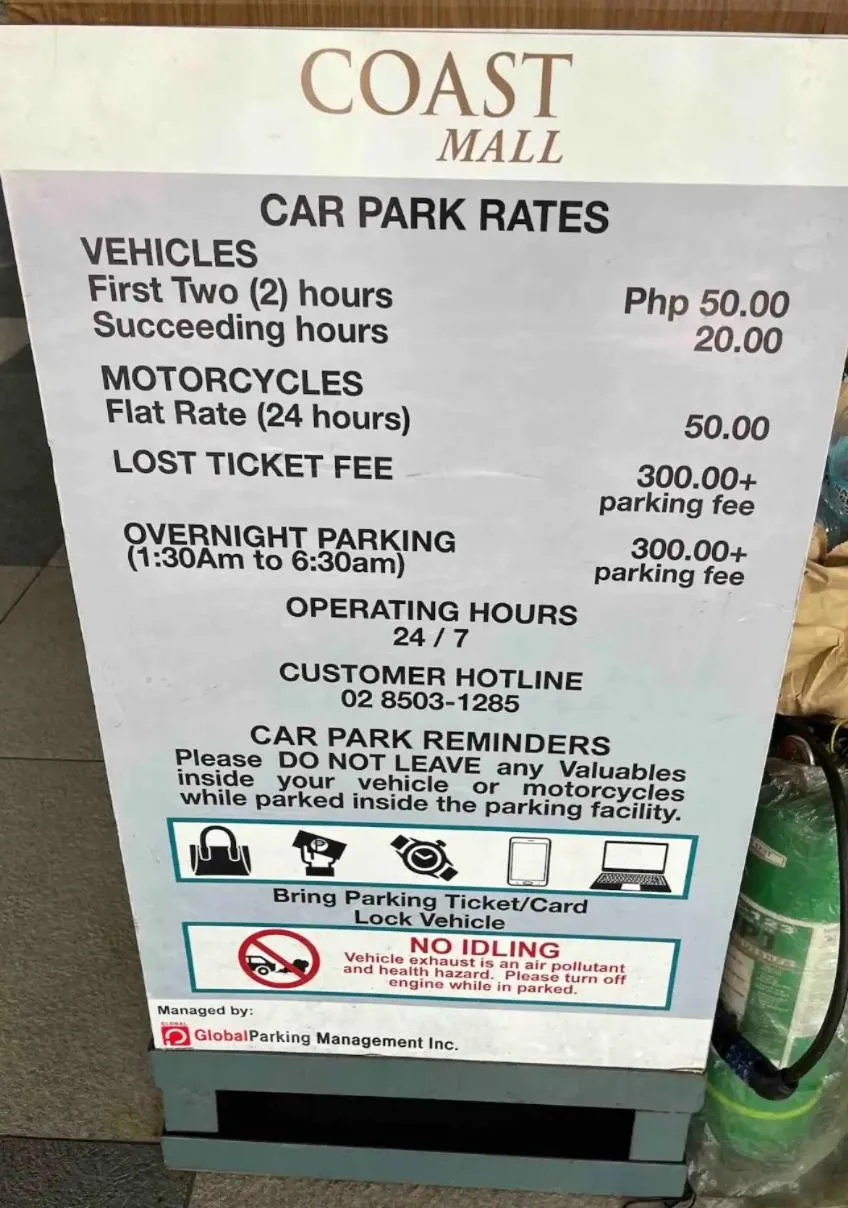 COAST
MALL
CAR PARK RATES
VEHICLES
First Two (2) hours Php 50.00
Succeeding hours 20.00
MOTORCYCLES
Flat Rate (24 hours) 50.00
LOST TICKET FEE 300.00+
parking fee
OVERNIGHT PARKING 300.00+
(1:30Am to 6:30am) parking fee
OPERATING HOURS
24 / 7
CUSTOMER HOTLINE
02 8503-1285
CAR PARK REMINDERS
Please DO NOT LEAVE any Valuables
inside your vehicle or motorcycles
while parked inside the parking facility.
P
Bring Parking Ticket/Card
Lock Vehicle
NO IDLING
Vehicle exhaust is an air pollutant
and health hazard. Please turn off
engine while in parked.
Managed by:
GLOBAL
GlobalParking Management Inc.